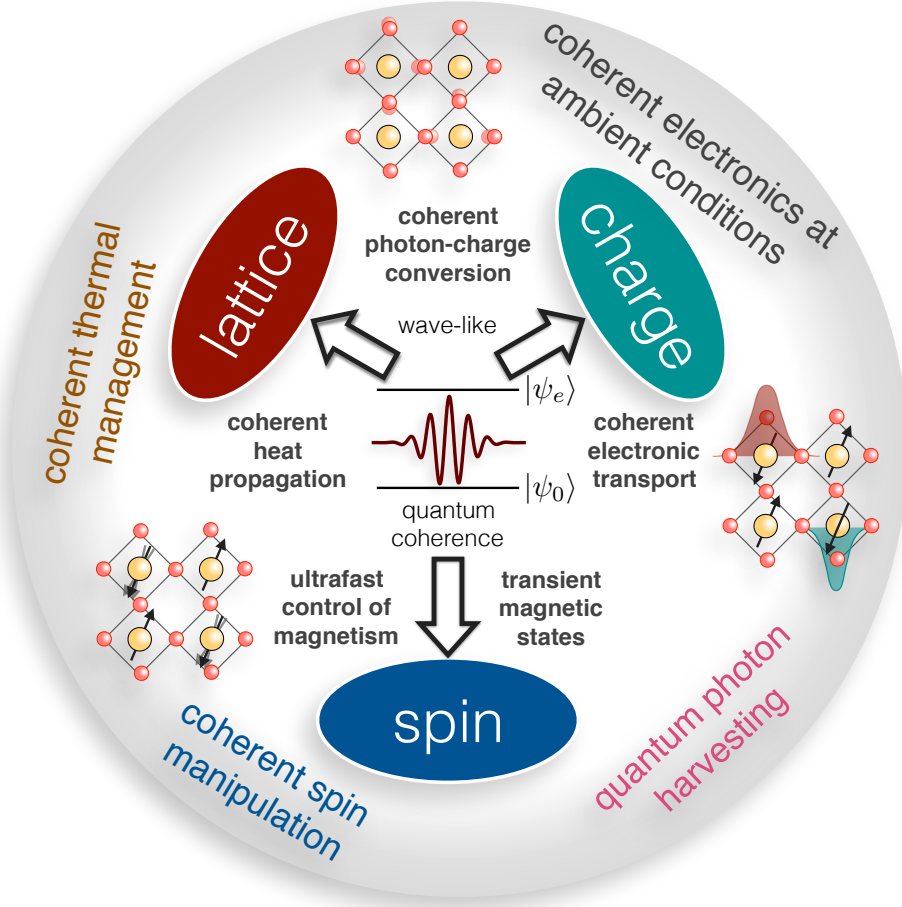 coherent electronics at
ambient conditions
lattice
charge
coherent
photon-charge
conversion
wave-like
|ψₑ⟩
coherent thermal
management
coherent
heat
propagation
coherent
electronic
transport
|ψ₀⟩
quantum
coherence
ultrafast
control of
magnetism
transient
magnetic
states
spin
coherent spin
manipulation
quantum photon
harvesting